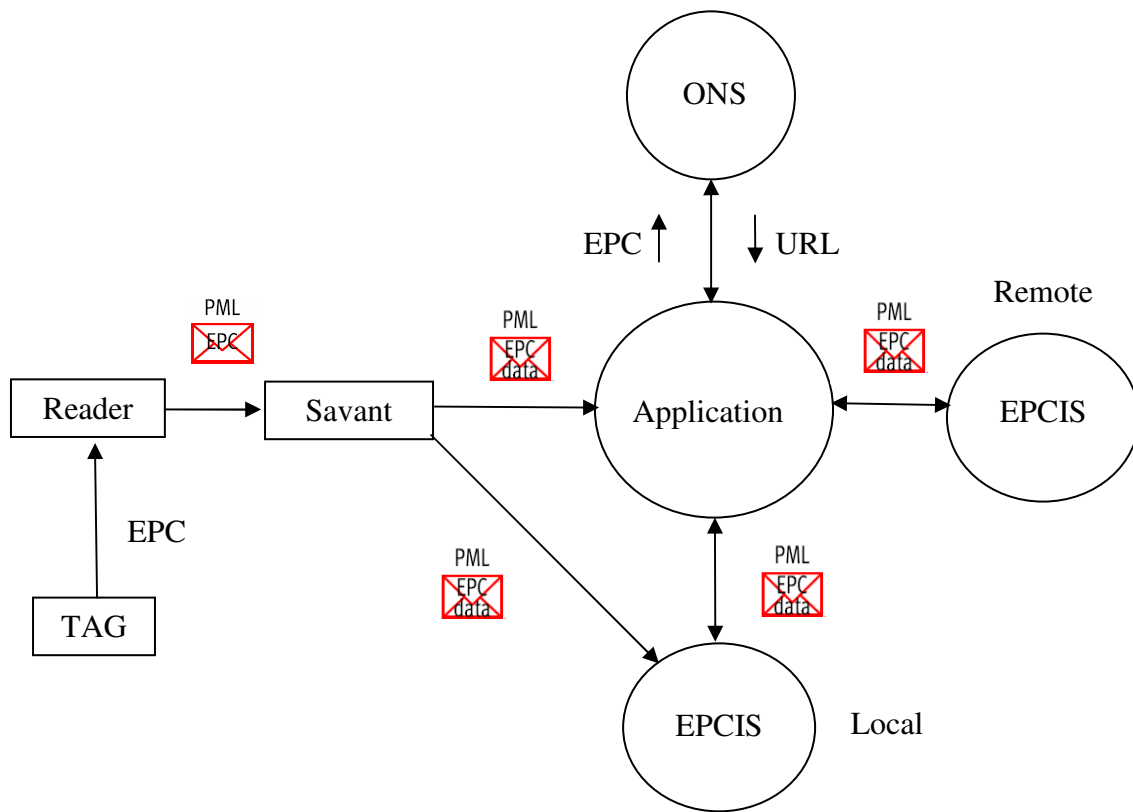 ONS
EPC
URL
Remote
PML
EPC
PML
EPC
data
PML
EPC
data
Reader
Savant
Application
EPCIS
EPC
PML
EPC
data
PML
EPC
data
TAG
EPCIS
Local